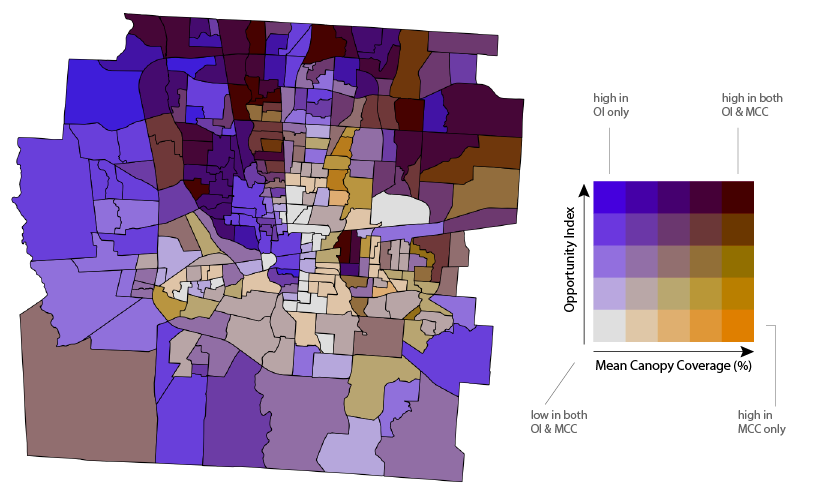 high in
OI only
high in both
OI & MCC
Opportunity Index
Mean Canopy Coverage (%)
low in both
OI & MCC
high in
MCC only